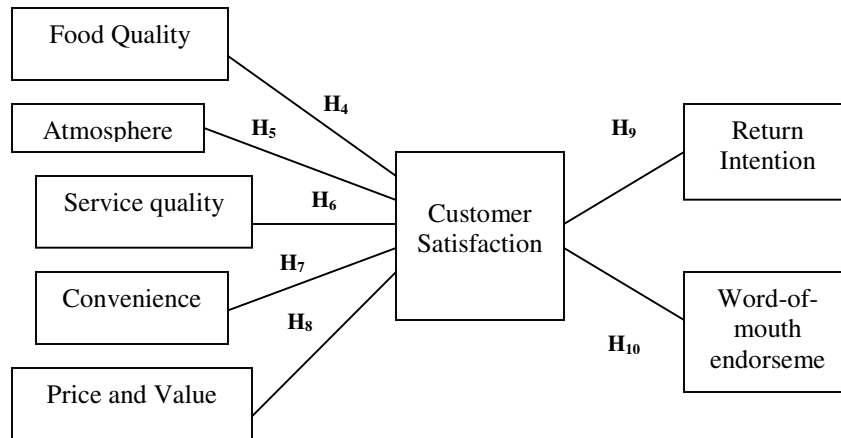 Food Quality
H4
Atmosphere
H5
Service quality
H6
Convenience
H7
H8
Price and Value
Customer
Satisfaction
H9
Return
Intention
H10
Word-of-
mouth
endorseme